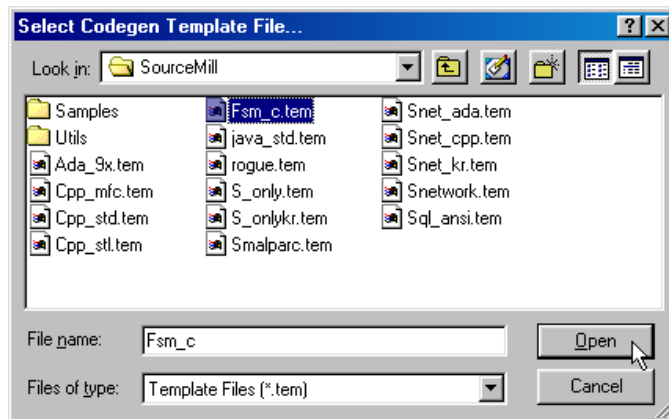 Select Codegen Template File...
Look in: SourceMill
Samples Fsm_c.tem Snet_ada.tem
Utils java_std.tem Snet_cpp.tem
Ada_9x.tem rogue.tem Snet_kr.tem
Cpp_mfc.tem S_only.tem Snetwork.tem
Cpp_std.tem S_onlykr.tem Sql_ansi.tem
Cpp_stl.tem Smalparc.tem
File name: Fsm_c Open
Files of type: Template Files (*.tem) Cancel